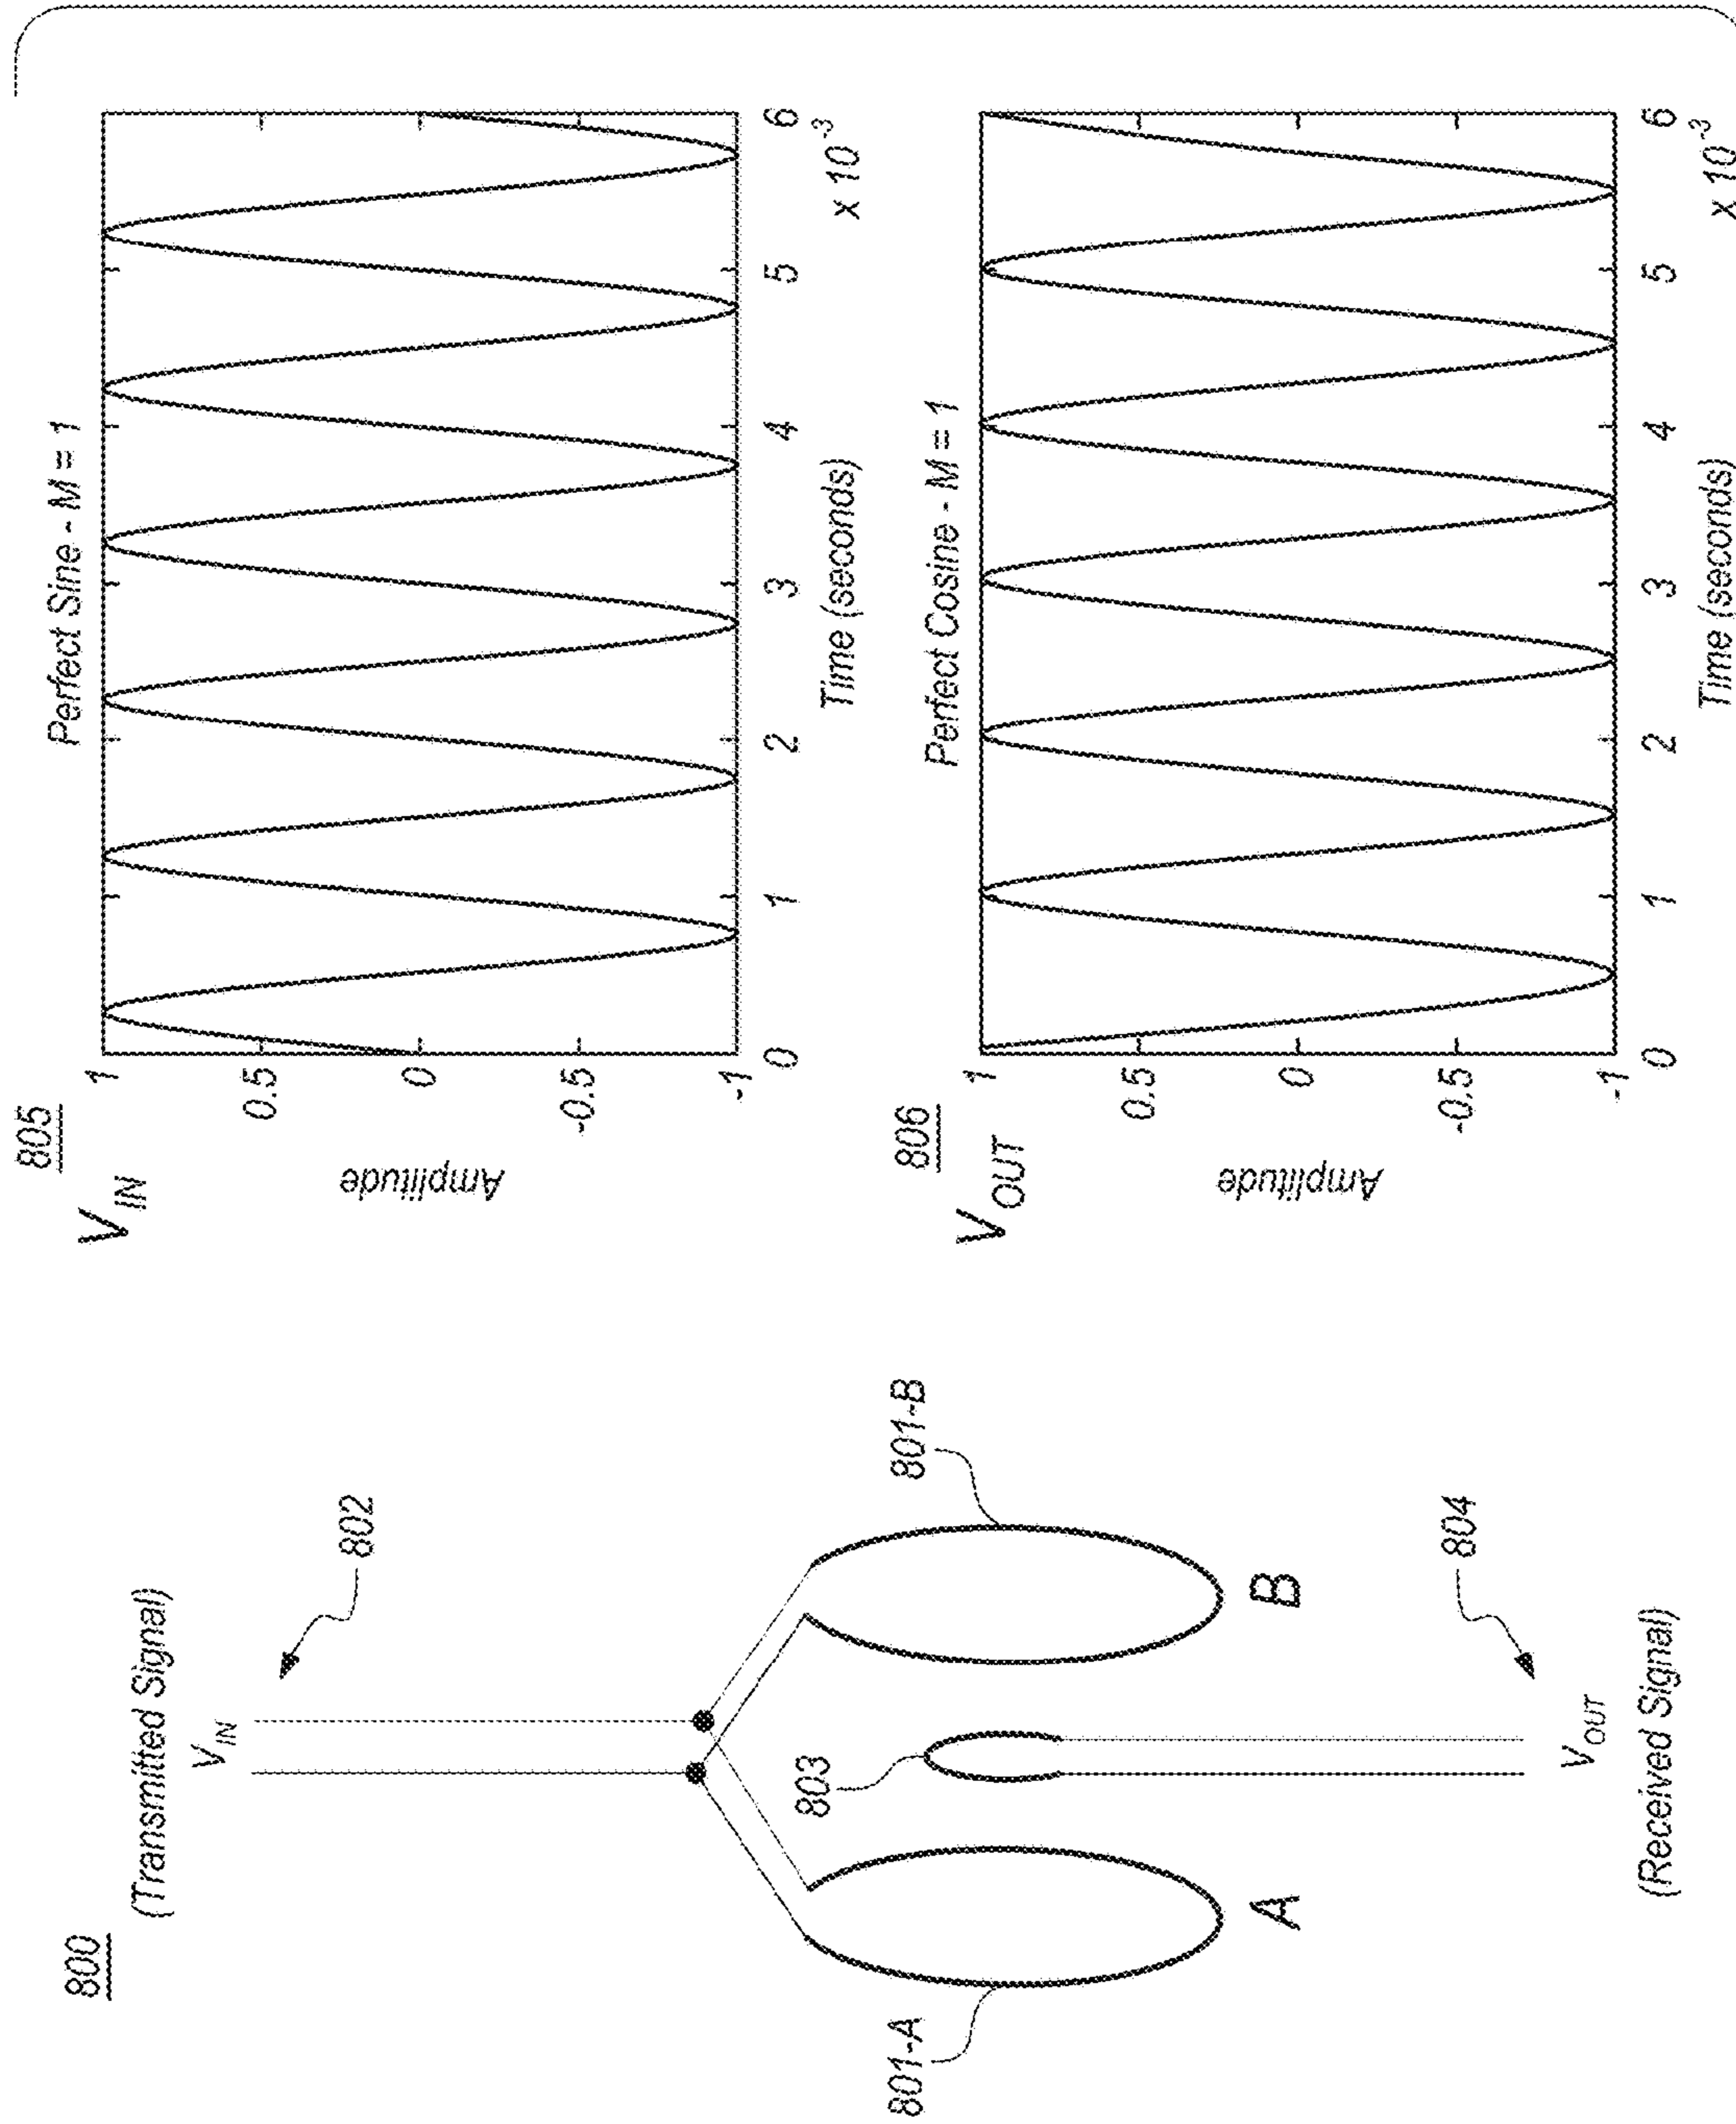 800
(Transmitted Signal)
V_IN
802
801-A
803
801-B
A
B
804
V_OUT
(Received Signal)
805
V_IN
Perfect Sine - M = 1
Amplitude
1
0.5
0
-0.5
-1
0 1 2 3 4 5 6
Time (seconds)
x 10^-3
806
V_OUT
Perfect Cosine - M = 1
Amplitude
1
0.5
0
-0.5
-1
0 1 2 3 4 5 6
Time (seconds)
x 10^-3